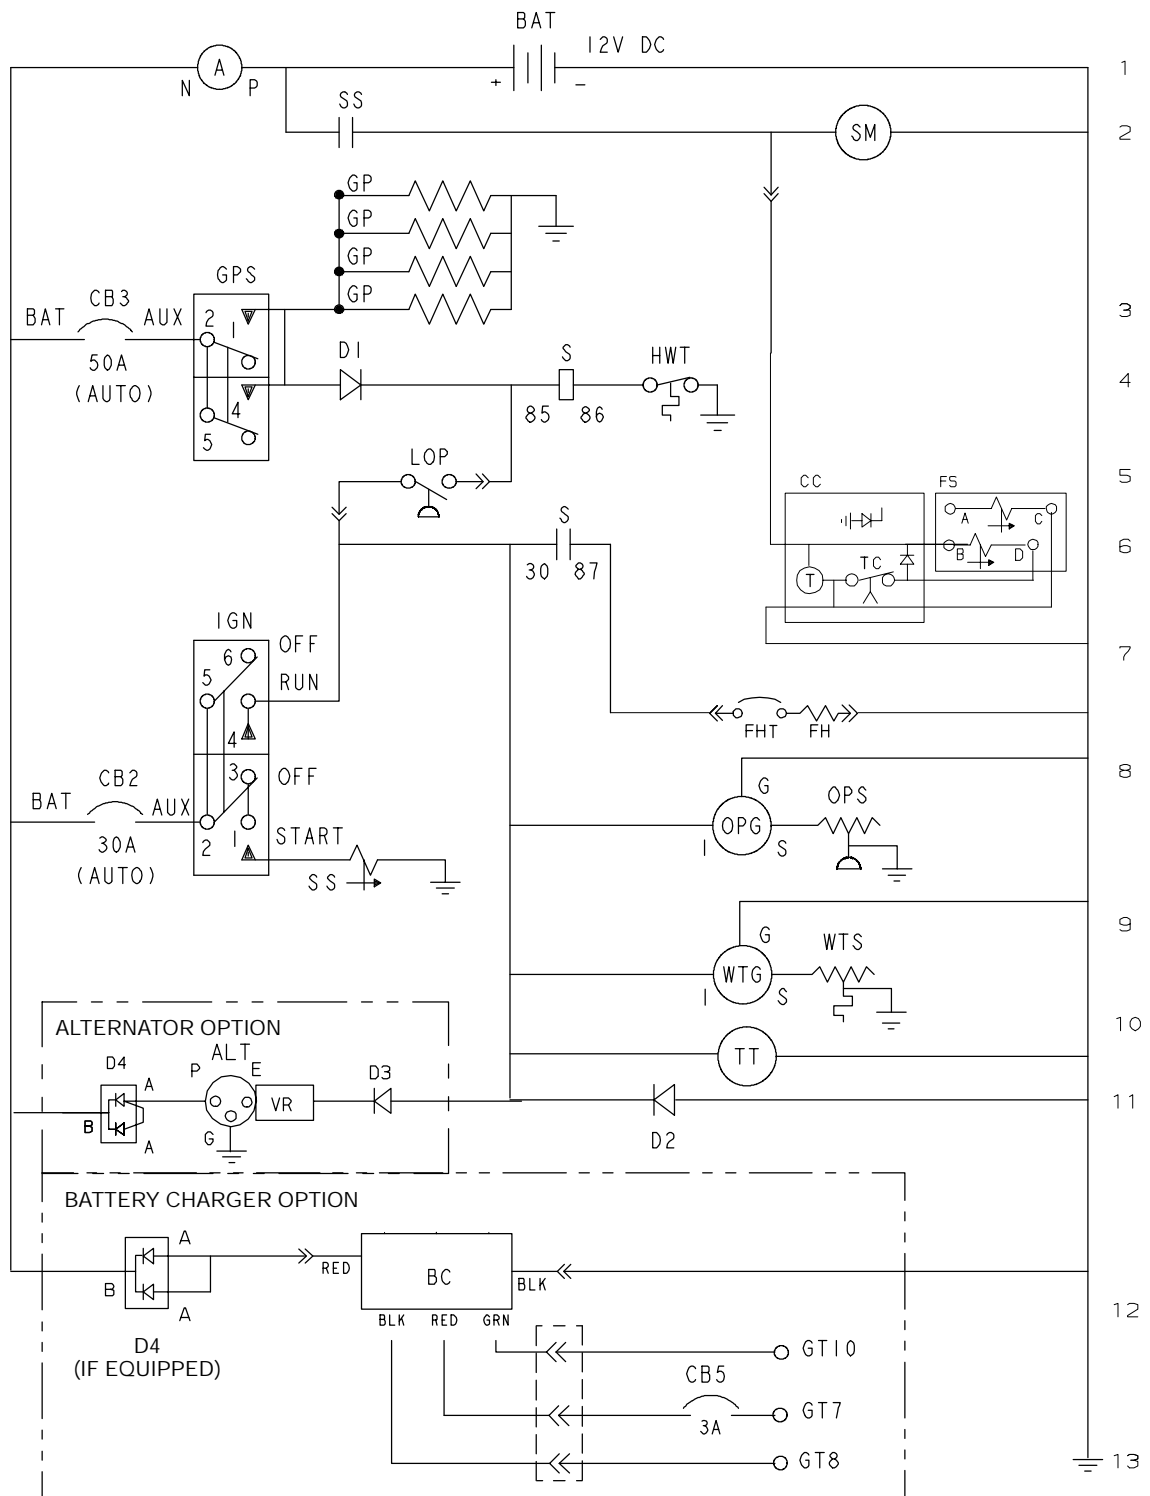 BAT
12V DC
A
N
P
+
-
1
SS
SM
2
GP
GP
GP
GP
GPS
CB3
BAT
AUX
2
1
3
50A
(AUTO)
4
5
D1
S
HWT
85
86
4
LOP
5
CC
FS
A
C
S
30
87
B
D
6
T
TC
IGN
OFF
6
5
RUN
7
4
FHT
FH
CB2
3
OFF
8
BAT
AUX
G
OPS
OPG
30A
2
1
START
I
S
(AUTO)
SS
9
G
WTS
WTG
I
S
10
ALTERNATOR OPTION
D4
ALT
P
E
D3
TT
A
VR
11
B
A
G
D2
BATTERY CHARGER OPTION
A
RED
BC
BLK
B
A
12
BLK
RED
GRN
D4
(IF EQUIPPED)
GT10
CB5
GT7
3A
GT8
13